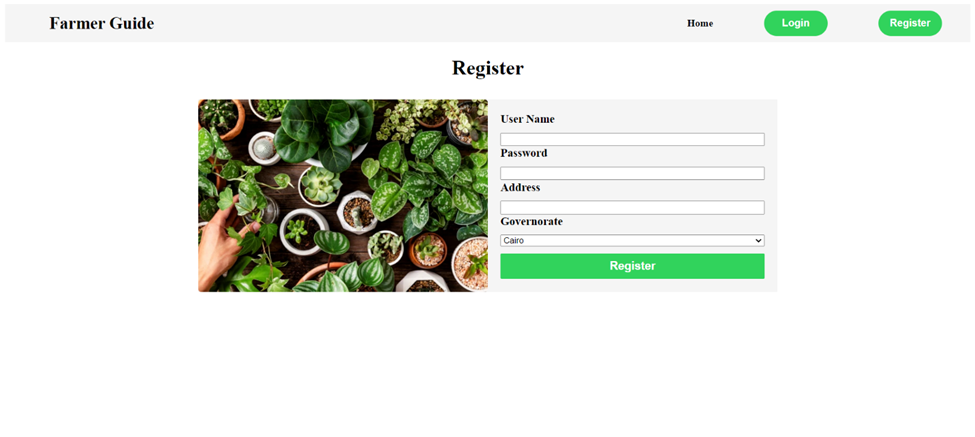 Farmer Guide
Home
Login
Register
Register
User Name
Password
Address
Governorate
Cairo
Register